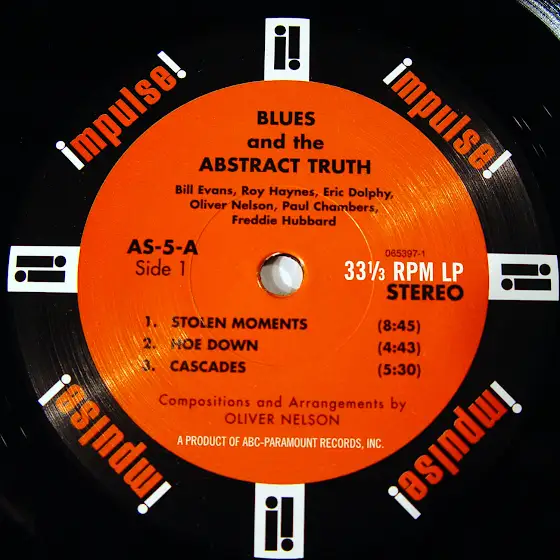 i!
impulse!
impulse!
BLUES
and the
ABSTRACT TRUTH
Bill Evans, Roy Haynes, Eric Dolphy,
Oliver Nelson, Paul Chambers,
Freddie Hubbard
AS-5-A
Side 1
065397-1
33 1/3 RPM LP
STEREO
i!
i!
1. STOLEN MOMENTS (8:45)
2. HOE DOWN (4:43)
3. CASCADES (5:30)
Compositions and Arrangements by
OLIVER NELSON
A PRODUCT OF ABC-PARAMOUNT RECORDS, INC.
impulse!
impulse!
i!